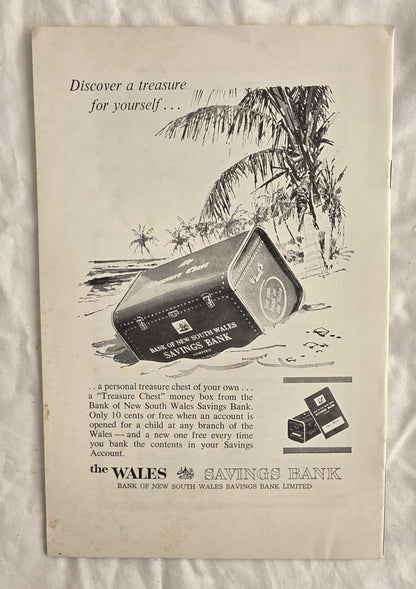 Discover a treasure
for yourself . . .
Treasure Chest
BANK OF NEW SOUTH WALES
SAVINGS BANK
LIMITED
. . a personal treasure chest of your own . . .
a "Treasure Chest" money box from the
Bank of New South Wales Savings Bank.
Only 10 cents or free when an account is
opened for a child at any branch of the
Wales — and a new one free every time
you bank the contents in your Savings
Account.
the WALES SAVINGS BANK
BANK OF NEW SOUTH WALES SAVINGS BANK LIMITED